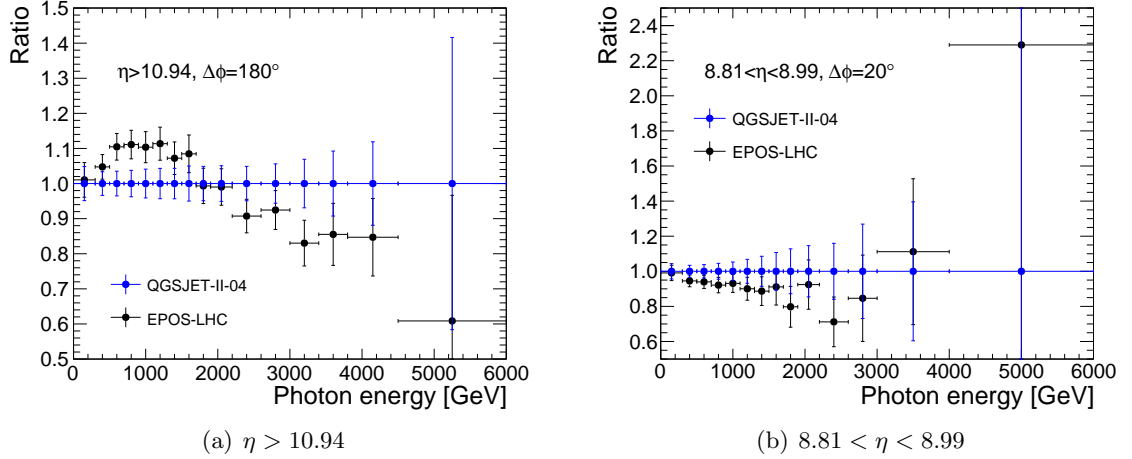 Ratio
1.5
1.4
1.3
1.2
1.1
1.0
0.9
0.8
0.7
0.6
0.5
η>10.94, Δϕ=180°
QGSJET-II-04
EPOS-LHC
0 1000 2000 3000 4000 5000 6000
Photon energy [GeV]
(a) η > 10.94
Ratio
2.4
2.2
2.0
1.8
1.6
1.4
1.2
1.0
0.8
0.6
8.81<η<8.99, Δϕ=20°
QGSJET-II-04
EPOS-LHC
0 1000 2000 3000 4000 5000 6000
Photon energy [GeV]
(b) 8.81 < η < 8.99